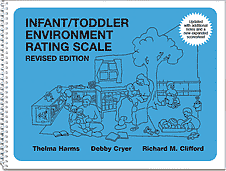 INFANT/TODDLER
ENVIRONMENT
RATING SCALE
REVISED EDITION
Updated
with additional
notes and a
new expanded
scoresheet
Thelma Harms Debby Cryer Richard M. Clifford